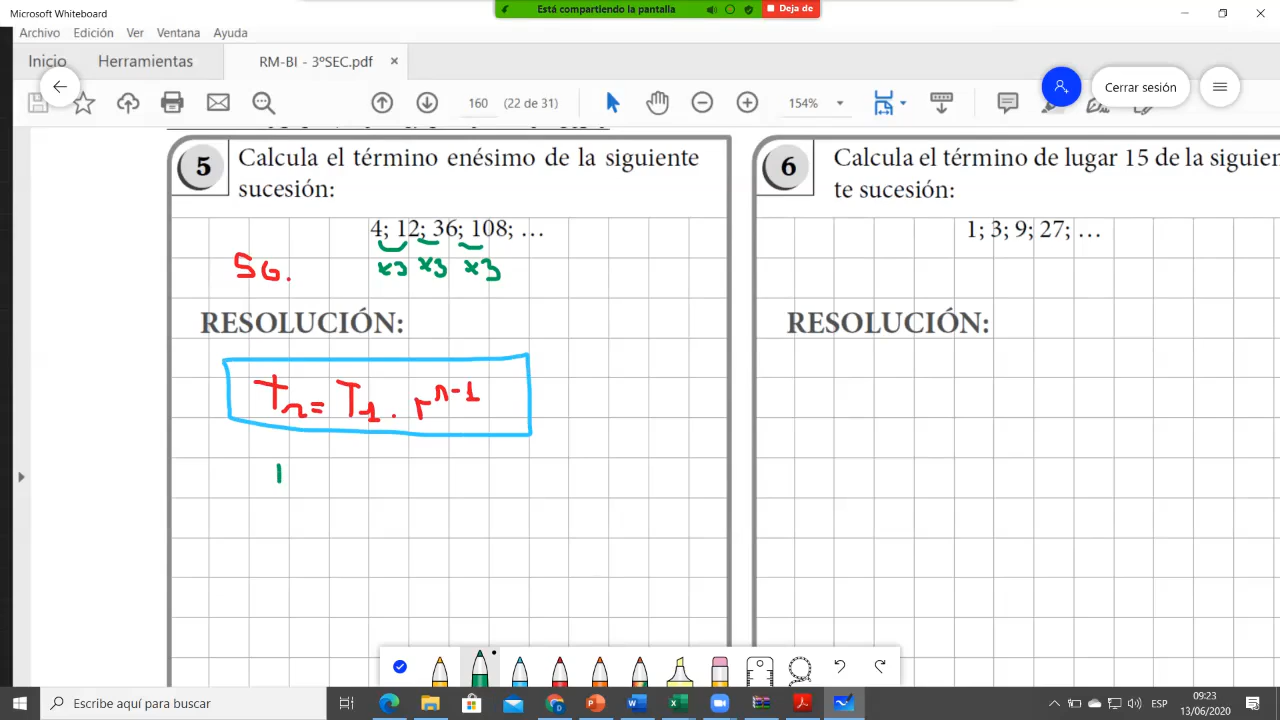 Microsoft Whiteboard
Está compartiendo la pantalla
Deja de
Archivo Edición Ver Ventana Ayuda
Inicio Herramientas RM-BI - 3ºSEC.pdf ×
160 (22 de 31) 154%
Cerrar sesión
5 Calcula el término enésimo de la siguiente
sucesión:
4; 12; 36; 108; …
×3 ×3 ×3
SG.
RESOLUCIÓN:
Tn = T1 . r^n-1
6 Calcula el término de lugar 15 de la siguien
te sucesión:
1; 3; 9; 27; …
RESOLUCIÓN:
Escribe aquí para buscar
ESP
09:23
13/06/2020